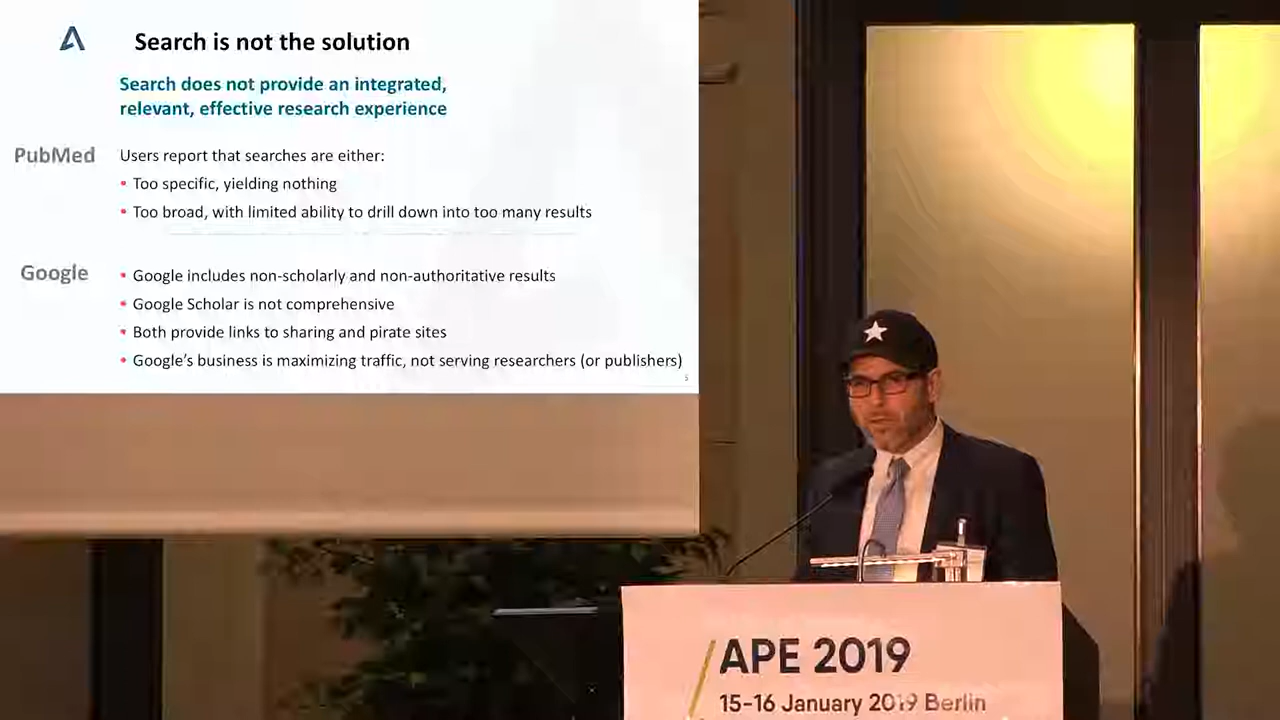 Search is not the solution
Search does not provide an integrated,
relevant, effective research experience
PubMed
Users report that searches are either:
• Too specific, yielding nothing
• Too broad, with limited ability to drill down into too many results
Google
• Google includes non-scholarly and non-authoritative results
• Google Scholar is not comprehensive
• Both provide links to sharing and pirate sites
• Google's business is maximizing traffic, not serving researchers (or publishers)
5
APE 2019
15-16 January 2019 Berlin